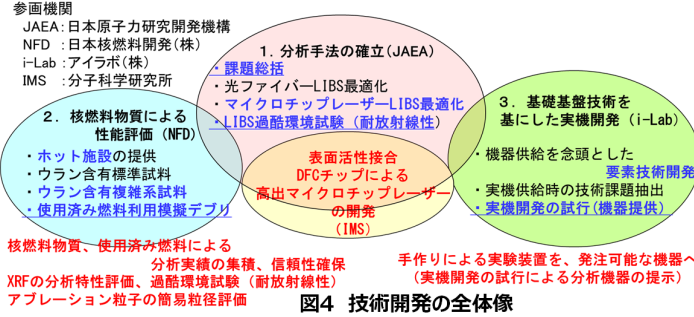 参画機関
JAEA：日本原子力研究開発機構
NFD ：日本核燃料開発（株）
i-Lab：アイラボ（株）
IMS ：分子科学研究所
１．分析手法の確立（JAEA）
・課題総括
・光ファイバーLIBS最適化
・マイクロチップレーザーLIBS最適化
・LIBS過酷環境試験（耐放射線性）
２．核燃料物質による
性能評価（NFD）
・ホット施設の提供
・ウラン含有標準試料
・ウラン含有複雑系試料
・使用済み燃料利用模擬デブリ
表面活性接合
DFCチップによる
高出マイクロチップレーザー
の開発
（IMS）
３．基礎基盤技術を
基にした実機開発（i-Lab）
・機器供給を念頭とした
要素技術開発
・実機供給時の技術課題抽出
・実機開発の試行（機器提供）
核燃料物質、使用済み燃料による
分析実績の集積、信頼性確保
XRFの分析特性評価、過酷環境試験（耐放射線性）
アブレーション粒子の簡易粒径評価
手作りによる実験装置を、発注可能な機器へ
（実機開発の試行による分析機器の提示）
図4 技術開発の全体像